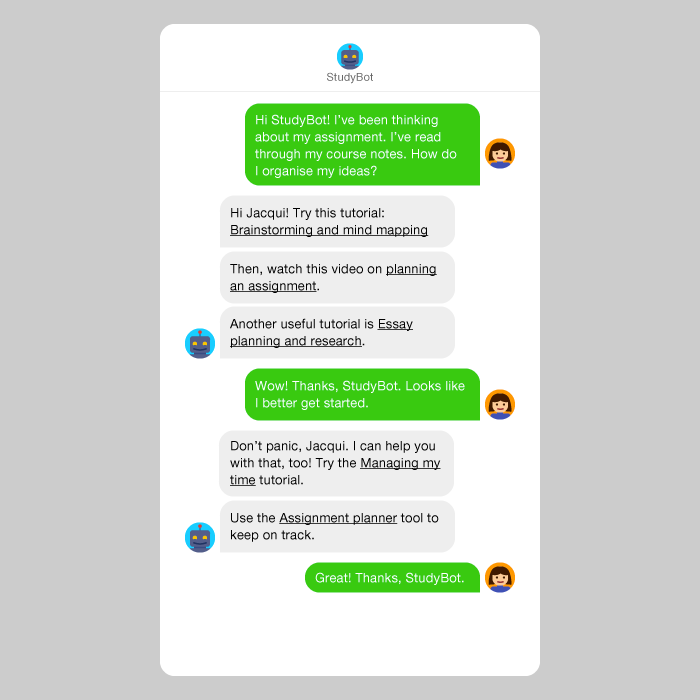 StudyBot
Hi StudyBot! I've been thinking
about my assignment. I've read
through my course notes. How do
I organise my ideas?
Hi Jacqui! Try this tutorial:
Brainstorming and mind mapping
Then, watch this video on planning
an assignment.
Another useful tutorial is Essay
planning and research.
Wow! Thanks, StudyBot. Looks like
I better get started.
Don't panic, Jacqui. I can help you
with that, too! Try the Managing my
time tutorial.
Use the Assignment planner tool to
keep on track.
Great! Thanks, StudyBot.